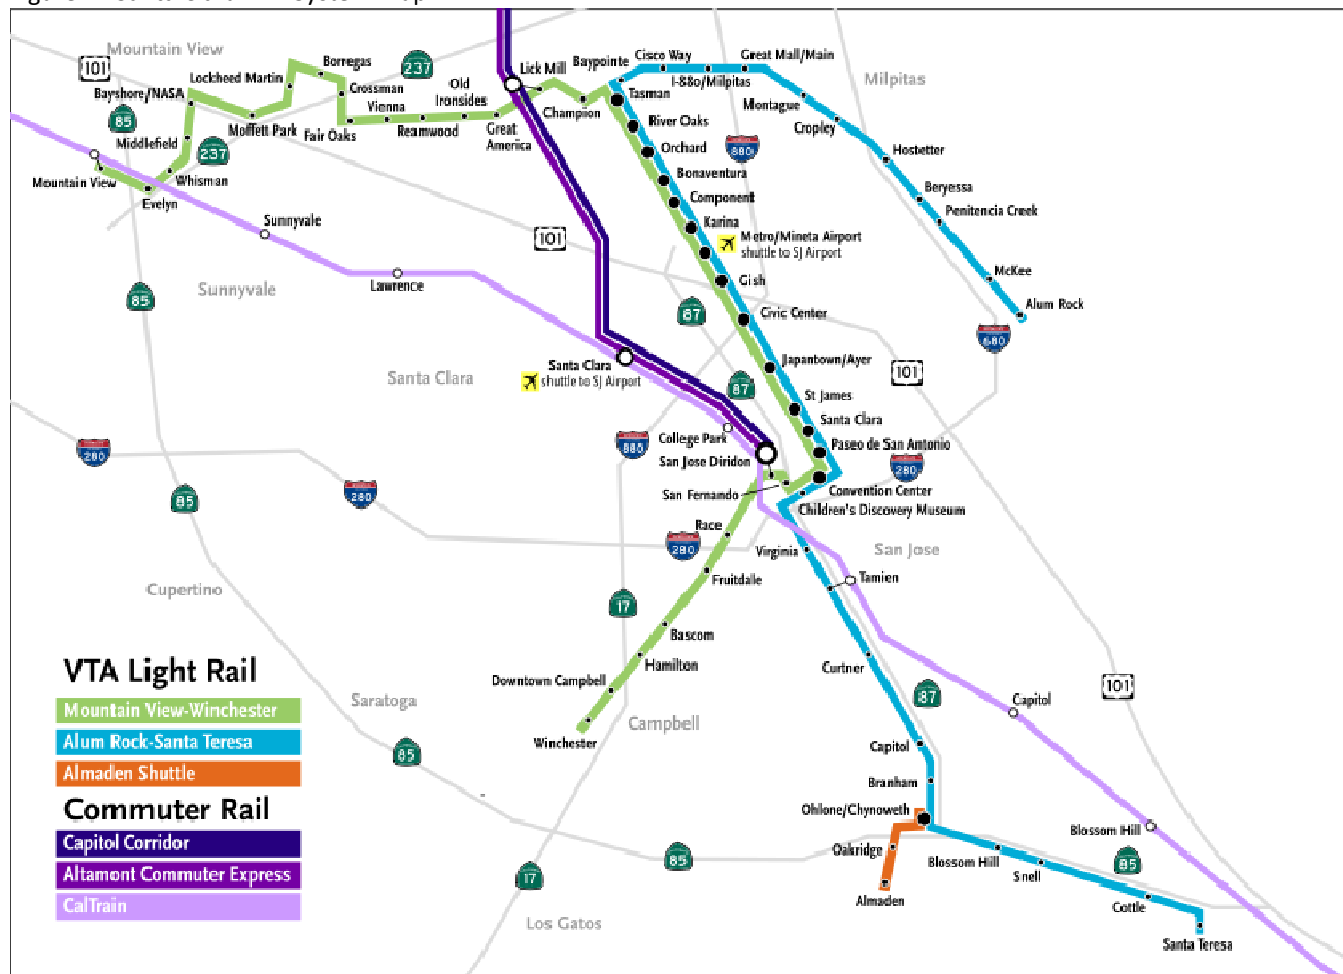 Mountain View
101
Lockheed Martin
Borregas
237
Bayshore/NASA
Crossman
Vienna
Old
Ironsides
Lick Mill
Baypointe
Cisco Way
Great Mall/Main
I-880/Milpitas
Milpitas
85
Middlefield
237
Moffett Park
Fair Oaks
Reamwood
Great
America
Champion
Tasman
Montague
Cropley
River Oaks
880
Orchard
Hostetter
Mountain View
Whisman
Evelyn
Bonaventura
Component
Beryessa
Penitencia Creek
Sunnyvale
Karina
101
Metro/Mineta Airport
shuttle to SJ Airport
Sunnyvale
85
Lawrence
Gish
McKee
Alum Rock
87
Civic Center
680
Santa Clara
Santa Clara
shuttle to SJ Airport
Japantown/Ayer
101
87
St James
Santa Clara
280
880
College Park
Paseo de San Antonio
San Jose Diridon
280
85
280
San Fernando
Convention Center
Children's Discovery Museum
Race
280
Virginia
San Jose
Cupertino
Fruitdale
Tamien
17
Bascom
Hamilton
Curtner
VTA Light Rail
Downtown Campbell
Mountain View-Winchester
Saratoga
Campbell
87
Capitol
101
Alum Rock-Santa Teresa
Winchester
Capitol
85
Almaden Shuttle
Branham
Commuter Rail
Ohlone/Chynoweth
Blossom Hill
Capitol Corridor
Oakridge
Blossom Hill
85
85
Altamont Commuter Express
17
Snell
CalTrain
Almaden
Cottle
Los Gatos
Santa Teresa